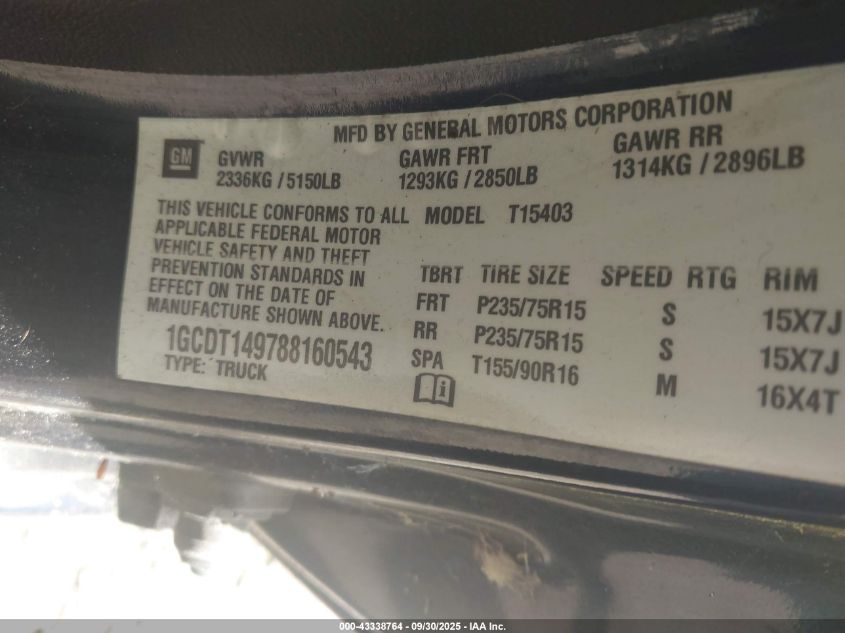 MFD BY GENERAL MOTORS CORPORATION
GM
GVWR GAWR FRT GAWR RR
2336KG / 5150LB 1293KG / 2850LB 1314KG / 2896LB
THIS VEHICLE CONFORMS TO ALL
APPLICABLE FEDERAL MOTOR
VEHICLE SAFETY AND THEFT
PREVENTION STANDARDS IN
EFFECT ON THE DATE OF
MANUFACTURE SHOWN ABOVE.
1GCDT149788160543
TYPE: TRUCK
MODEL T15403
TBRT TIRE SIZE SPEED RTG RIM
FRT P235/75R15 S 15X7J
RR P235/75R15 S 15X7J
SPA T155/90R16 M 16X4T
000-43338764 - 09/30/2025 - IAA Inc.